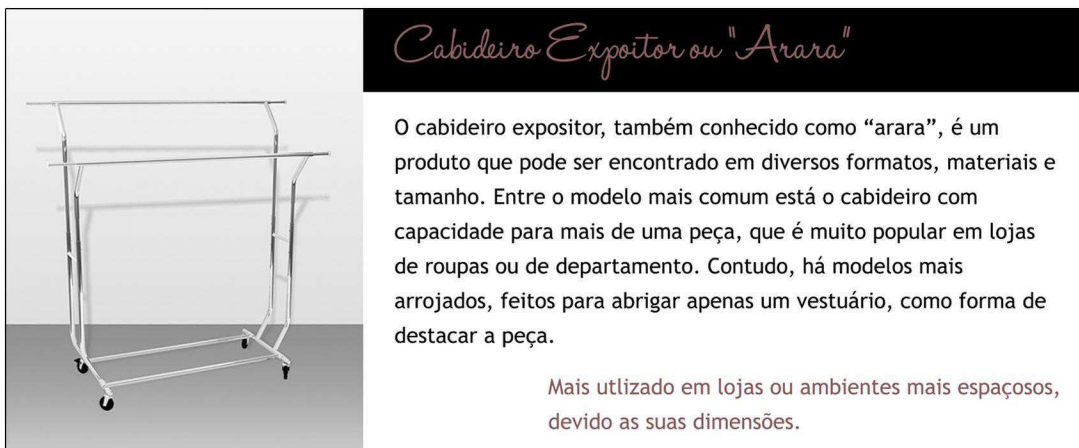 Cabideiro Expoitor ou "Arara"
O cabideiro expositor, também conhecido como “arara”, é um
produto que pode ser encontrado em diversos formatos, materiais e
tamanho. Entre o modelo mais comum está o cabideiro com
capacidade para mais de uma peça, que é muito popular em lojas
de roupas ou de departamento. Contudo, há modelos mais
arrojados, feitos para abrigar apenas um vestuário, como forma de
destacar a peça.
Mais utlizado em lojas ou ambientes mais espaçosos,
devido as suas dimensões.